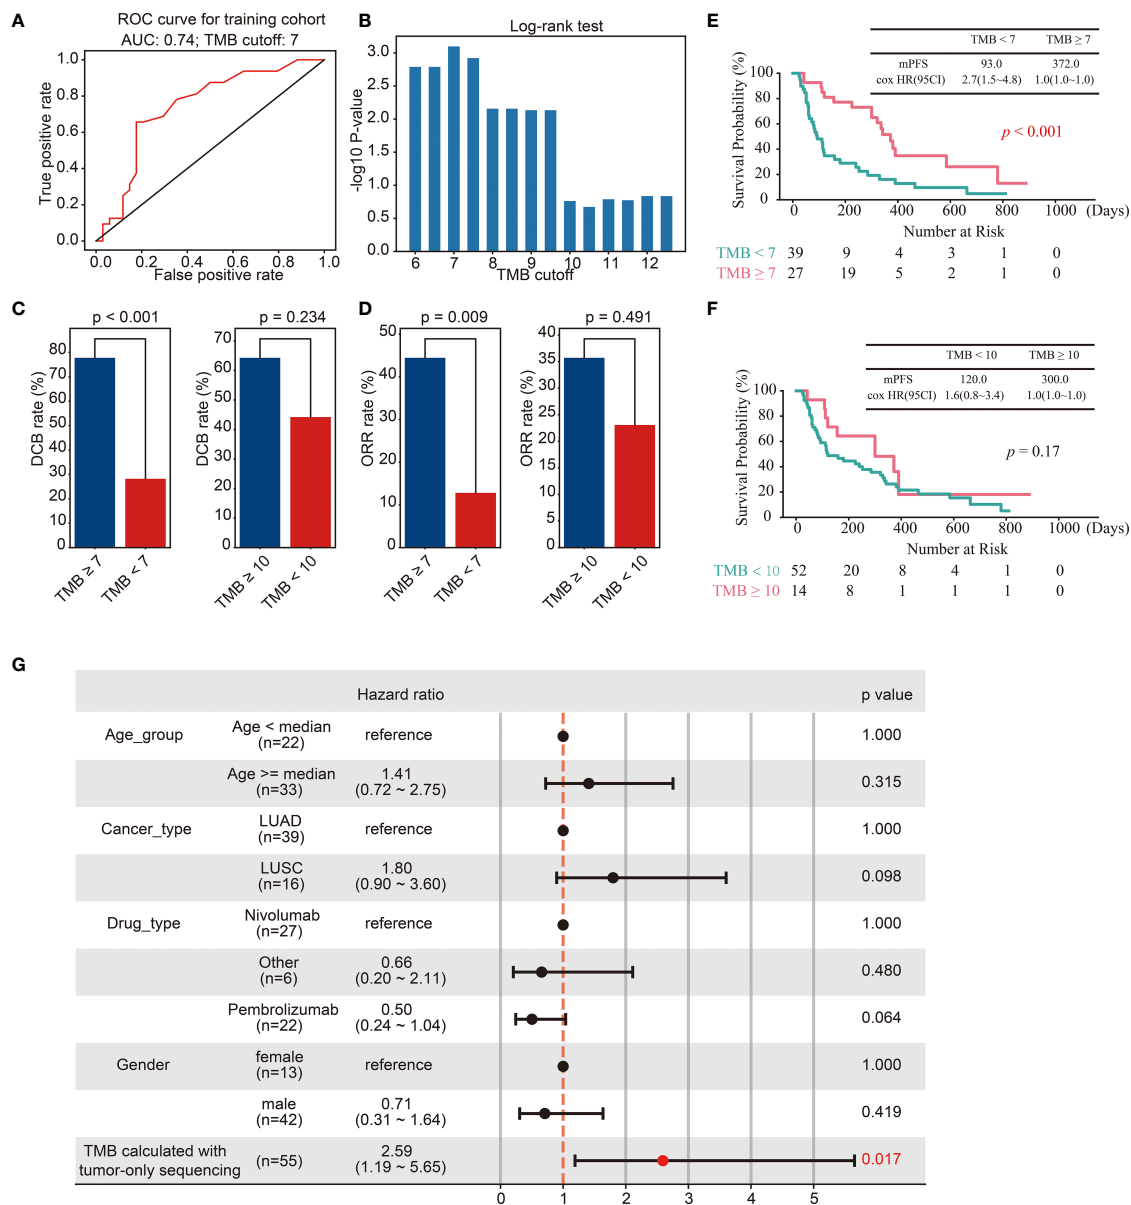 A
ROC curve for training cohort
AUC: 0.74; TMB cutoff: 7
True positive rate
1.0
0.8
0.6
0.4
0.2
0.0
0.0 0.2 0.4 0.6 0.8 1.0
False positive rate
B
Log-rank test
-log10 P-value
3.0
2.5
2.0
1.5
1.0
0.5
0.0
6 7 8 9 10 11 12
TMB cutoff
C
p < 0.001
DCB rate (%)
80
70
60
50
40
30
20
10
0
TMB ≥ 7
TMB < 7
p = 0.234
DCB rate (%)
70
60
50
40
30
20
10
0
TMB ≥ 10
TMB < 10
D
p = 0.009
ORR rate (%)
50
40
30
20
10
0
TMB ≥ 7
TMB < 7
p = 0.491
ORR rate (%)
40
35
30
25
20
15
10
5
0
TMB ≥ 10
TMB < 10
E
TMB < 7 TMB ≥ 7
mPFS 93.0 372.0
cox HR(95CI) 2.7(1.5~4.8) 1.0(1.0~1.0)
p < 0.001
Survival Probability (%)
100
80
60
40
20
0
0 200 400 600 800 1000 (Days)
Number at Risk
TMB < 7 39 9 4 3 1 0
TMB ≥ 7 27 19 5 2 1 0
F
TMB < 10 TMB ≥ 10
mPFS 120.0 300.0
cox HR(95CI) 1.6(0.8~3.4) 1.0(1.0~1.0)
p = 0.17
Survival Probability (%)
100
80
60
40
20
0
0 200 400 600 800 1000 (Days)
Number at Risk
TMB < 10 52 20 8 4 1 0
TMB ≥ 10 14 8 1 1 1 0
G
Hazard ratio p value
Age_group Age < median (n=22) reference 1.000
Age >= median (n=33) 1.41 (0.72 ~ 2.75) 0.315
Cancer_type LUAD (n=39) reference 1.000
LUSC (n=16) 1.80 (0.90 ~ 3.60) 0.098
Drug_type Nivolumab (n=27) reference 1.000
Other (n=6) 0.66 (0.20 ~ 2.11) 0.480
Pembrolizumab (n=22) 0.50 (0.24 ~ 1.04) 0.064
Gender female (n=13) reference 1.000
male (n=42) 0.71 (0.31 ~ 1.64) 0.419
TMB calculated with tumor-only sequencing (n=55) 2.59 (1.19 ~ 5.65) 0.017
0 1 2 3 4 5